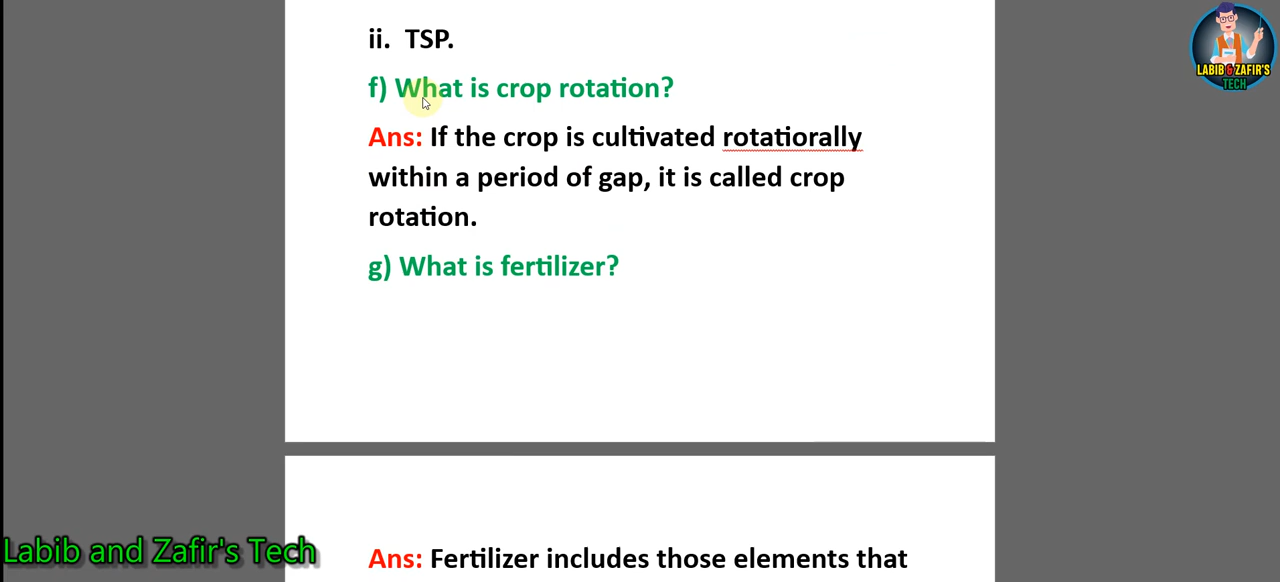 ii. TSP.
f) What is crop rotation?
Ans: If the crop is cultivated rotatiorally
within a period of gap, it is called crop
rotation.
g) What is fertilizer?
Ans: Fertilizer includes those elements that
LABIB & ZAFIR'S
TECH
Labib and Zafir's Tech